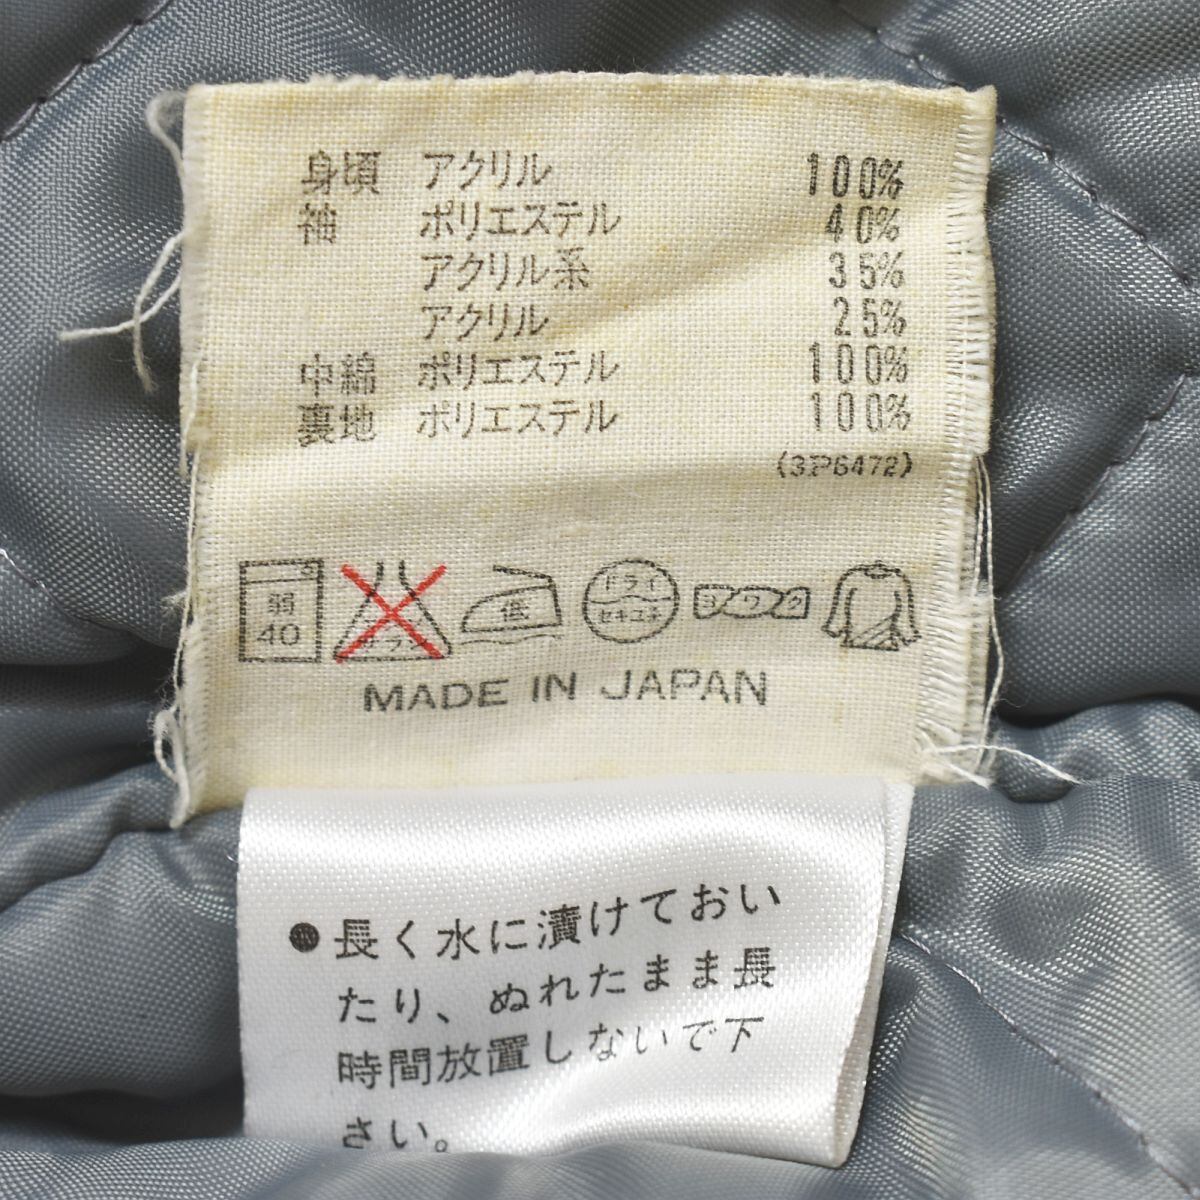 身頃 アクリル 100%
袖 ポリエステル 40%
アクリル系 35%
アクリル 25%
中綿 ポリエステル 100%
裏地 ポリエステル 100%
(3P6472)
弱 40 低 ドライ セキユ系 ヨワク
MADE IN JAPAN
●長く水に漬けておい
たり、ぬれたまま長
時間放置しないで下
さい。